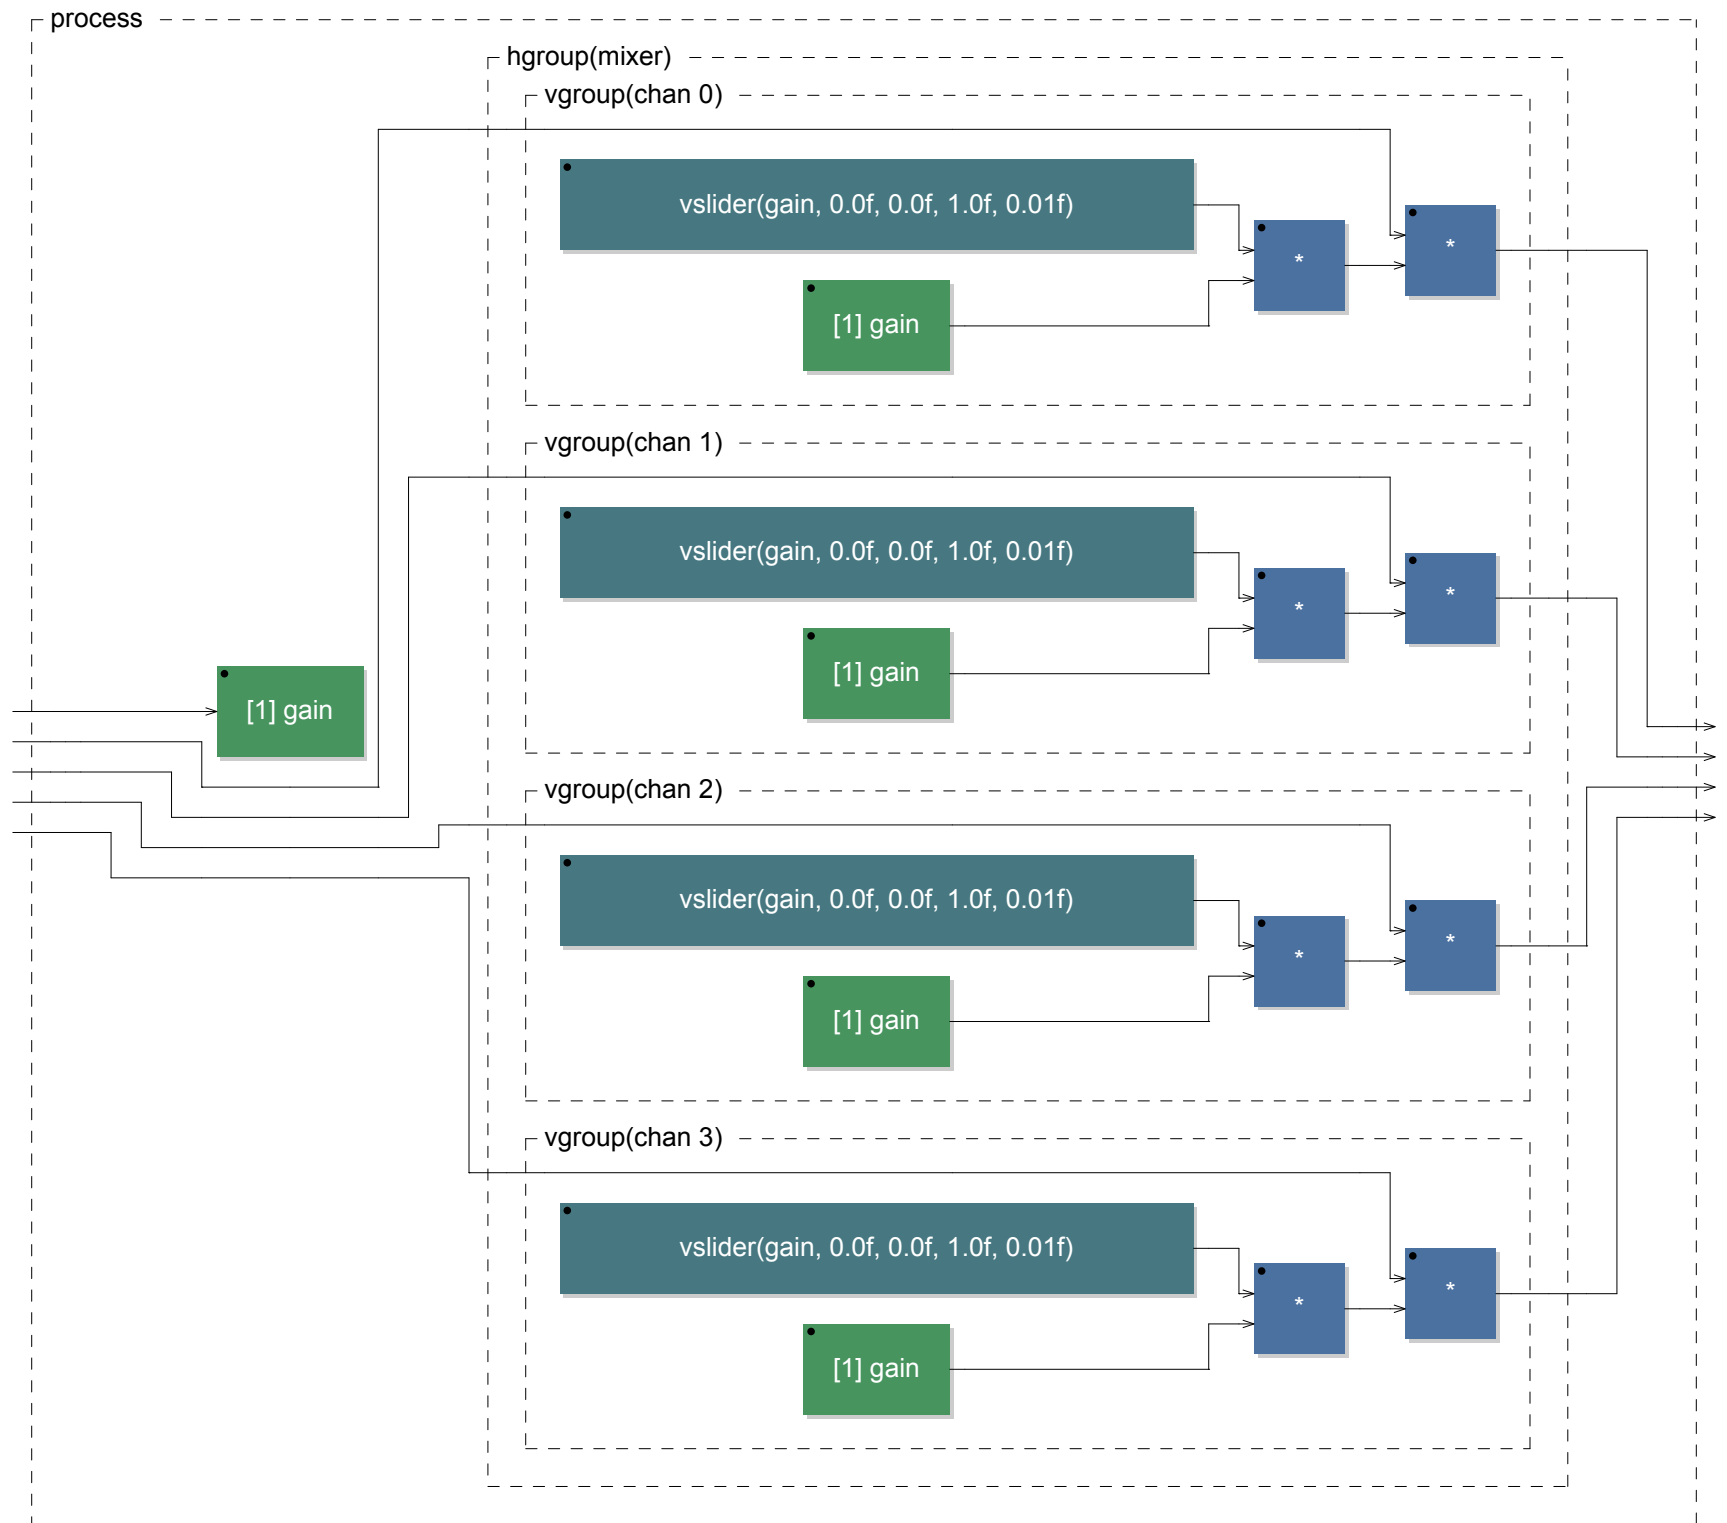 process
hgroup(mixer)
vgroup(chan 0)
vslider(gain, 0.0f, 0.0f, 1.0f, 0.01f)
*
*
[1] gain
vgroup(chan 1)
vslider(gain, 0.0f, 0.0f, 1.0f, 0.01f)
*
*
[1] gain
[1] gain
vgroup(chan 2)
vslider(gain, 0.0f, 0.0f, 1.0f, 0.01f)
*
*
[1] gain
vgroup(chan 3)
vslider(gain, 0.0f, 0.0f, 1.0f, 0.01f)
*
*
[1] gain